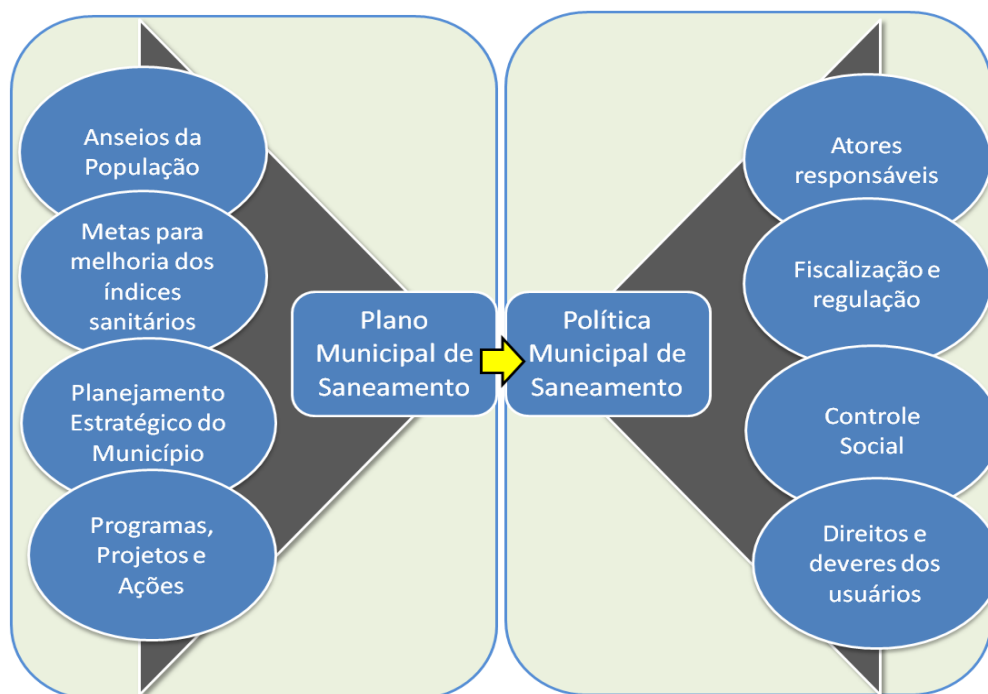 Anseios da
População
Metas para
melhoria dos
índices
sanitários
Planejamento
Estratégico do
Município
Programas,
Projetos e
Ações
Plano
Municipal de
Saneamento
Política
Municipal de
Saneamento
Atores
responsáveis
Fiscalização e
regulação
Controle
Social
Direitos e
deveres dos
usuários